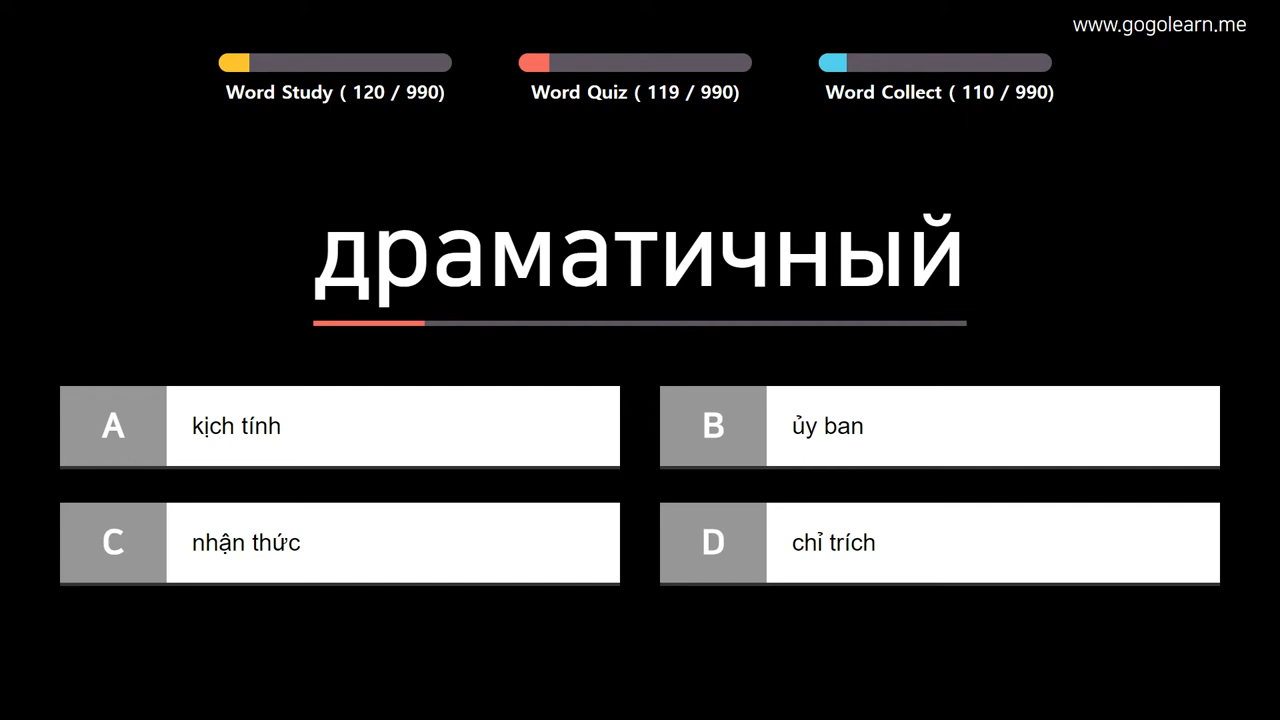 www.gogolearn.me
Word Study ( 120 / 990)
Word Quiz ( 119 / 990)
Word Collect ( 110 / 990)
драматичный
A kịch tính
B ủy ban
C nhận thức
D chỉ trích